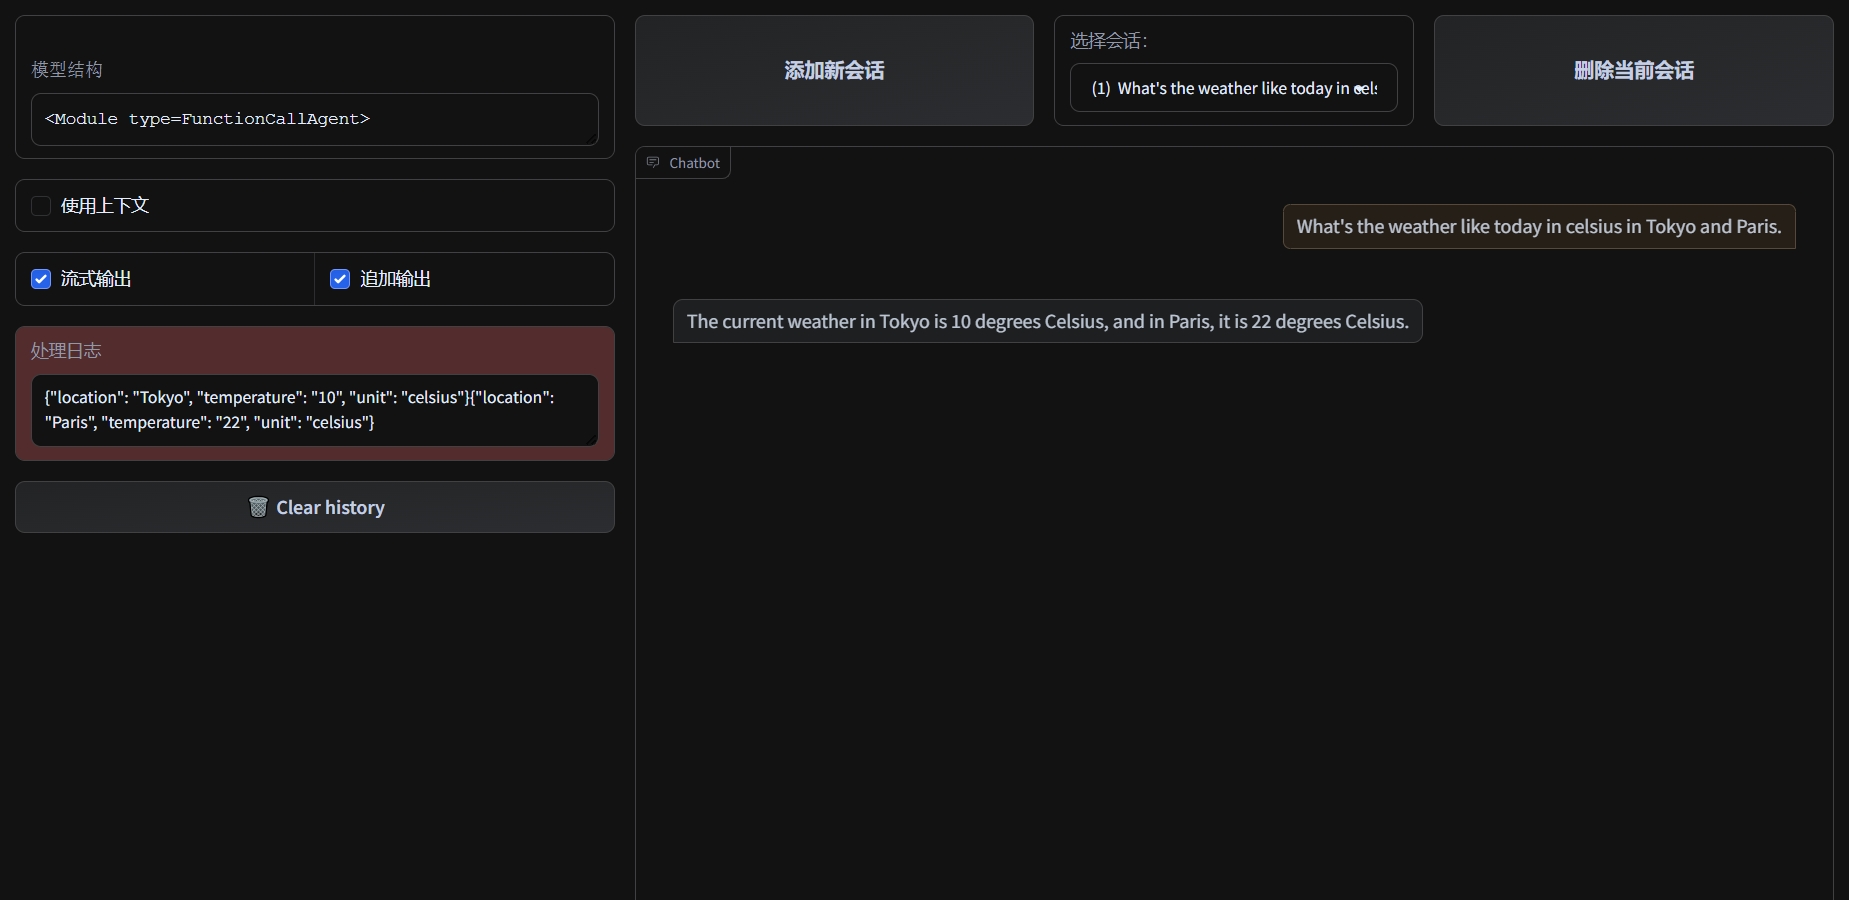 模型结构
<Module type=FunctionCallAgent>
使用上下文
流式输出
追加输出
处理日志
{"location": "Tokyo", "temperature": "10", "unit": "celsius"}{"location":
"Paris", "temperature": "22", "unit": "celsius"}
Clear history
添加新会话
选择会话:
(1) What's the weather like today in cels
删除当前会话
Chatbot
What's the weather like today in celsius in Tokyo and Paris.
The current weather in Tokyo is 10 degrees Celsius, and in Paris, it is 22 degrees Celsius.